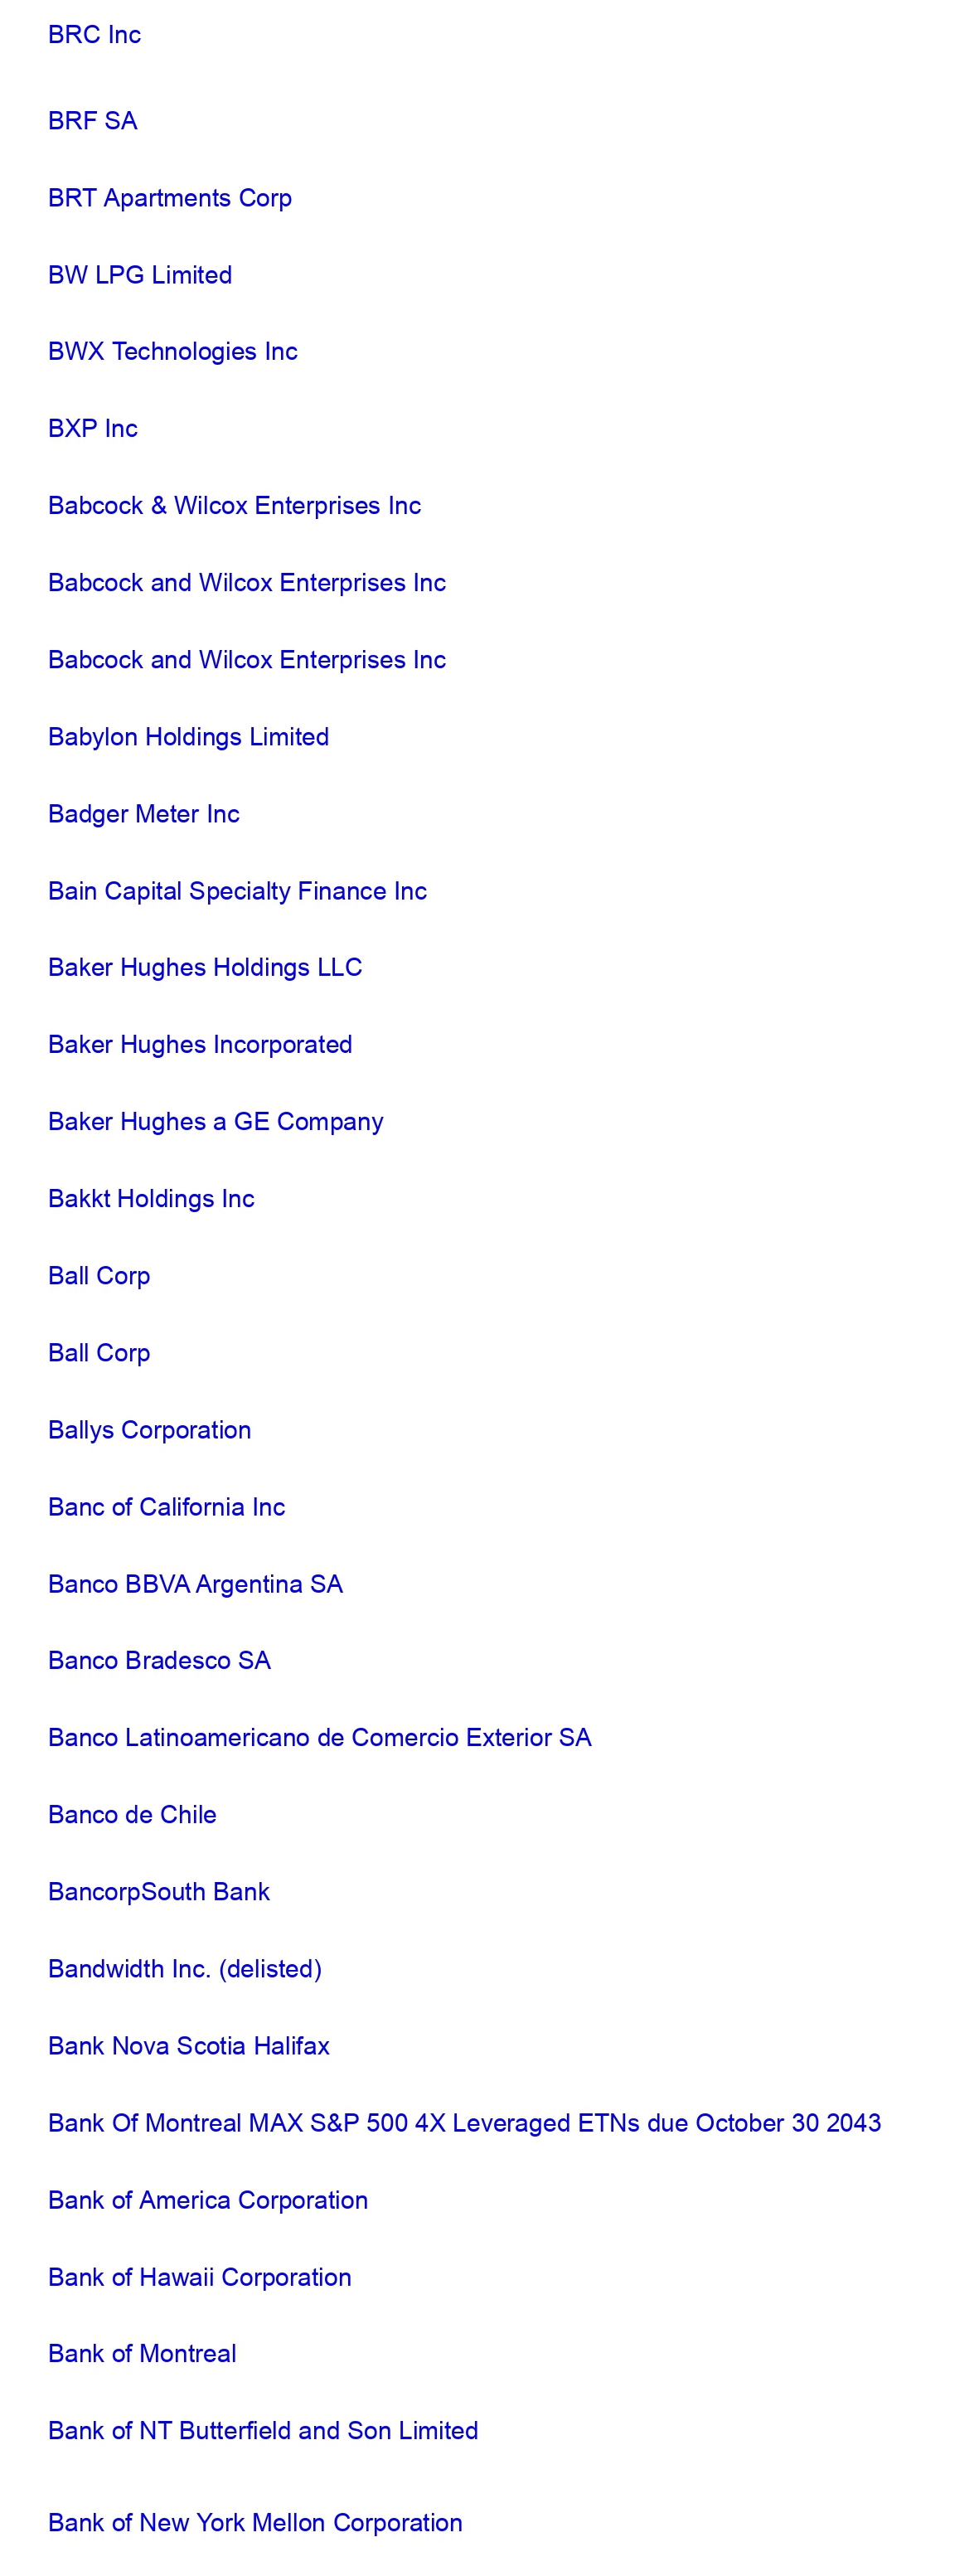 BRC Inc
BRF SA
BRT Apartments Corp
BW LPG Limited
BWX Technologies Inc
BXP Inc
Babcock & Wilcox Enterprises Inc
Babcock and Wilcox Enterprises Inc
Babcock and Wilcox Enterprises Inc
Babylon Holdings Limited
Badger Meter Inc
Bain Capital Specialty Finance Inc
Baker Hughes Holdings LLC
Baker Hughes Incorporated
Baker Hughes a GE Company
Bakkt Holdings Inc
Ball Corp
Ball Corp
Ballys Corporation
Banc of California Inc
Banco BBVA Argentina SA
Banco Bradesco SA
Banco Latinoamericano de Comercio Exterior SA
Banco de Chile
BancorpSouth Bank
Bandwidth Inc. (delisted)
Bank Nova Scotia Halifax
Bank Of Montreal MAX S&P 500 4X Leveraged ETNs due October 30 2043
Bank of America Corporation
Bank of Hawaii Corporation
Bank of Montreal
Bank of NT Butterfield and Son Limited
Bank of New York Mellon Corporation